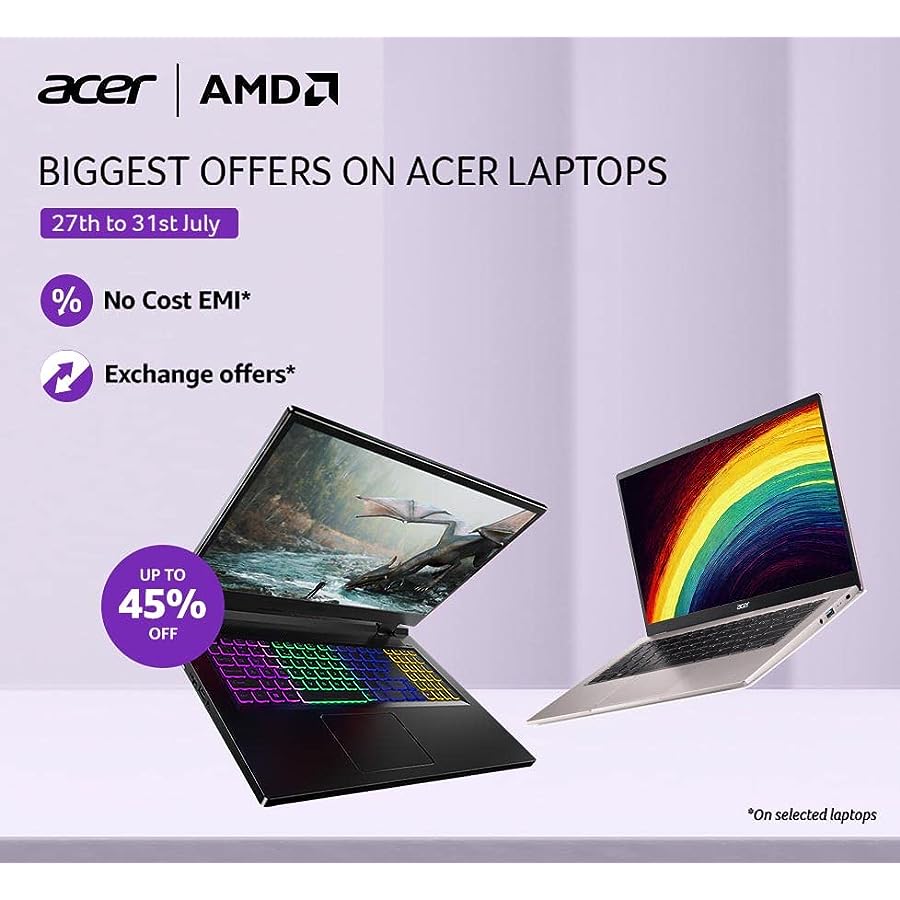 acer | AMD
BIGGEST OFFERS ON ACER LAPTOPS
27th to 31st July
% No Cost EMI*
Exchange offers*
UP TO
45%
OFF
acer
*On selected laptops